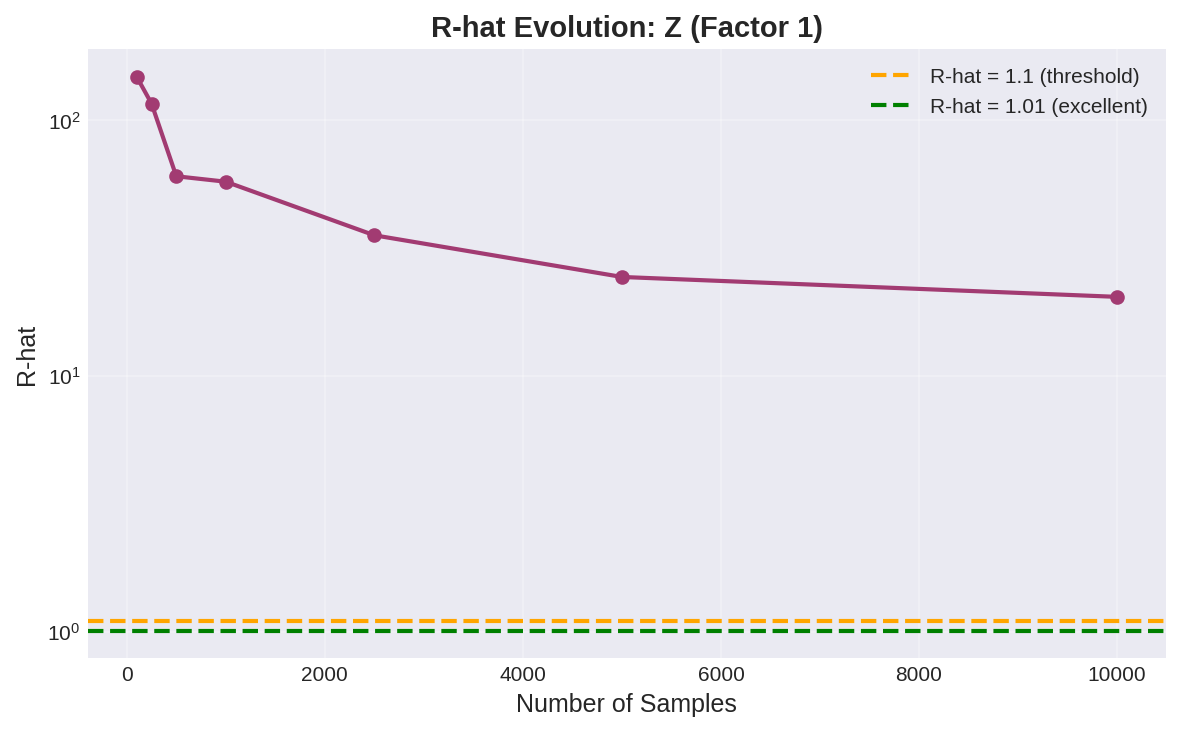 R-hat Evolution: Z (Factor 1)
R-hat = 1.1 (threshold)
R-hat = 1.01 (excellent)
10²
10¹
10⁰
R-hat
0 2000 4000 6000 8000 10000
Number of Samples